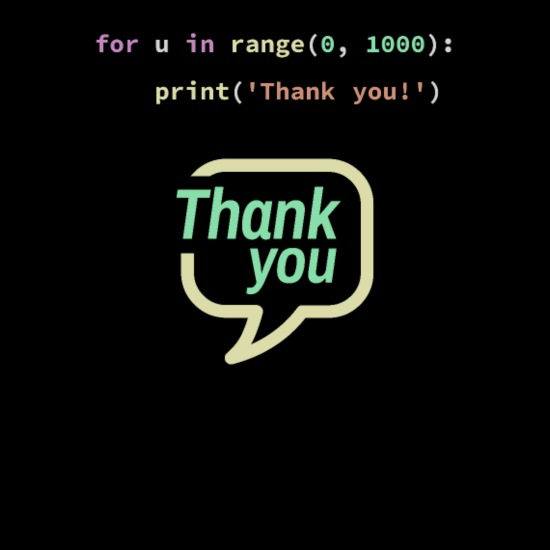 for u in range(0, 1000):
print('Thank you!')
Thank
you